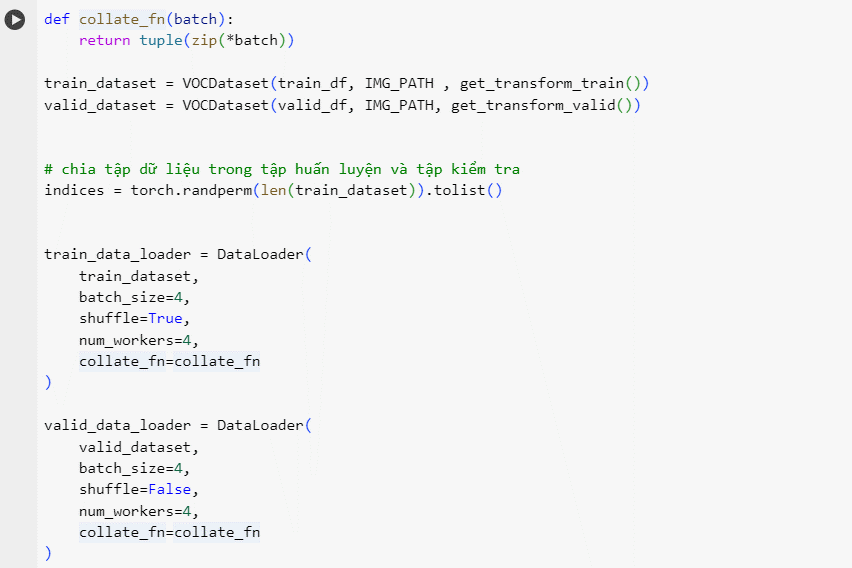 def collate_fn(batch):
    return tuple(zip(*batch))
train_dataset = VOCDataset(train_df, IMG_PATH , get_transform_train())
valid_dataset = VOCDataset(valid_df, IMG_PATH, get_transform_valid())
# chia tập dữ liệu trong tập huấn luyện và tập kiểm tra
indices = torch.randperm(len(train_dataset)).tolist()
train_data_loader = DataLoader(
    train_dataset,
    batch_size=4,
    shuffle=True,
    num_workers=4,
    collate_fn=collate_fn
)
valid_data_loader = DataLoader(
    valid_dataset,
    batch_size=4,
    shuffle=False,
    num_workers=4,
    collate_fn=collate_fn
)